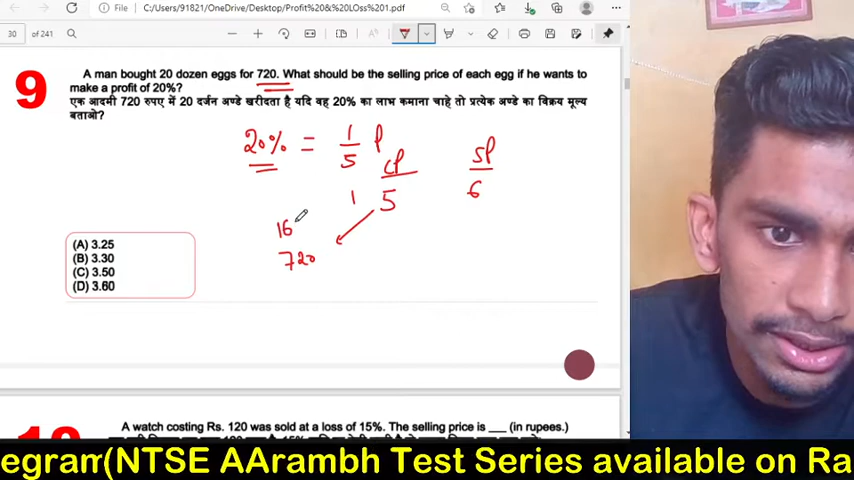 File
C:/Users/91821/OneDrive/Desktop/Profit%20&%20Loss%201.pdf
30 of 241
9
A man bought 20 dozen eggs for 720. What should be the selling price of each egg if he wants to
make a profit of 20%?
एक आदमी 720 रुपए में 20 दर्जन अण्डे खरीदता है यदि वह 20% का लाभ कमाना चाहे तो प्रत्येक अण्डे का विक्रय मूल्य
बताओ?
20% = 1/5 P
CP SP
1 5 6
16
720
(A) 3.25
(B) 3.30
(C) 3.50
(D) 3.60
10
A watch costing Rs. 120 was sold at a loss of 15%. The selling price is ___ (in rupees.)
egram(NTSE AArambh Test Series available on Ra